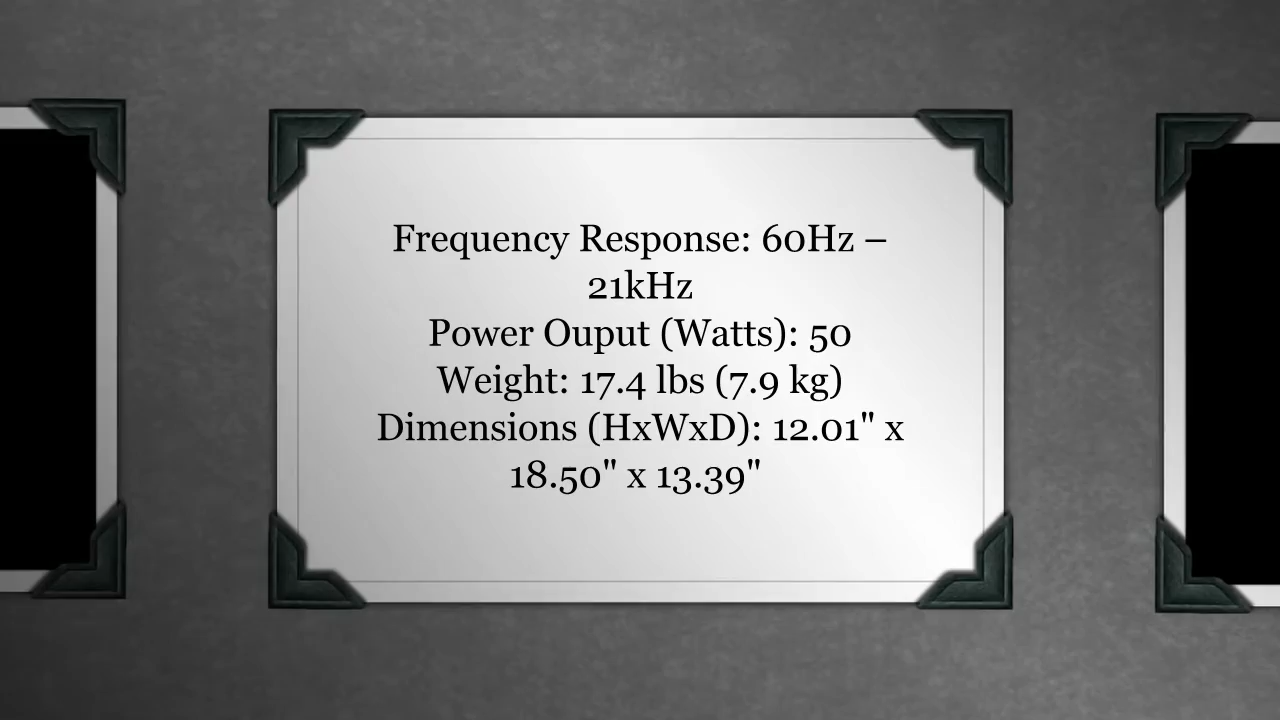 Frequency Response: 60Hz –
21kHz
Power Ouput (Watts): 50
Weight: 17.4 lbs (7.9 kg)
Dimensions (HxWxD): 12.01" x
18.50" x 13.39"